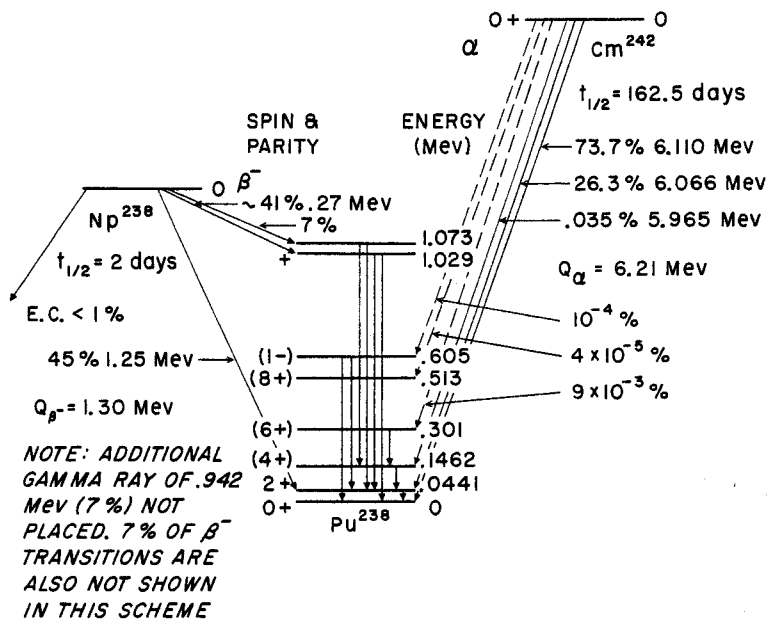 0+ 0
α Cm²⁴²
t₁/₂ = 162.5 days
SPIN & PARITY
ENERGY (Mev)
73.7% 6.110 Mev
26.3% 6.066 Mev
.035% 5.965 Mev
Qα = 6.21 Mev
10⁻⁴ %
4 x 10⁻⁵ %
9 x 10⁻³ %
0 β⁻
~ 41% .27 Mev
7%
Np²³⁸
t₁/₂ = 2 days
E.C. < 1%
45% 1.25 Mev
Qβ- = 1.30 Mev
1.073
+ 1.029
(1-) .605
(8+) .513
(6+) .301
(4+) .1462
2+ .0441
0+ 0
Pu²³⁸
NOTE: ADDITIONAL
GAMMA RAY OF .942
Mev (7%) NOT
PLACED. 7% OF β⁻
TRANSITIONS ARE
ALSO NOT SHOWN
IN THIS SCHEME